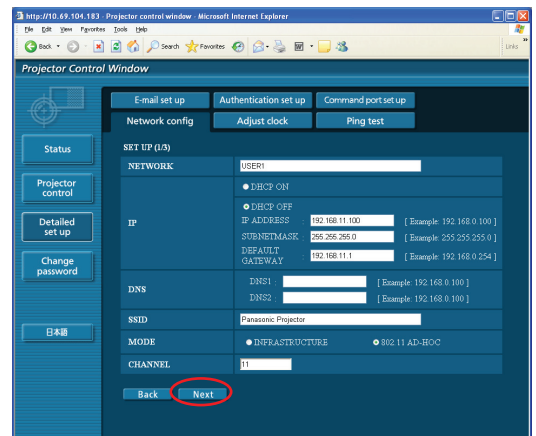 http://10.69.104.183 - Projector control window - Microsoft Internet Explorer
File Edit View Favorites Tools Help
Back Search Favorites Links »
Projector Control Window
E-mail set up Authentication set up Command port set up
Network config Adjust clock Ping test
Status
Projector control
Detailed set up
Change password
日本語
SET UP (1/3)
NETWORK USER1
IP
DHCP ON
DHCP OFF
IP ADDRESS : 192.168.11.100 [ Example: 192.168.0.100 ]
SUBNETMASK : 255.255.255.0 [ Example: 255.255.255.0 ]
DEFAULT GATEWAY : 192.168.11.1 [ Example: 192.168.0.254 ]
DNS
DNS1 : [ Example: 192.168.0.100 ]
DNS2 : [ Example: 192.168.0.100 ]
SSID Panasonic Projector
MODE INFRASTRUCTURE 802.11 AD-HOC
CHANNEL 11
Back Next